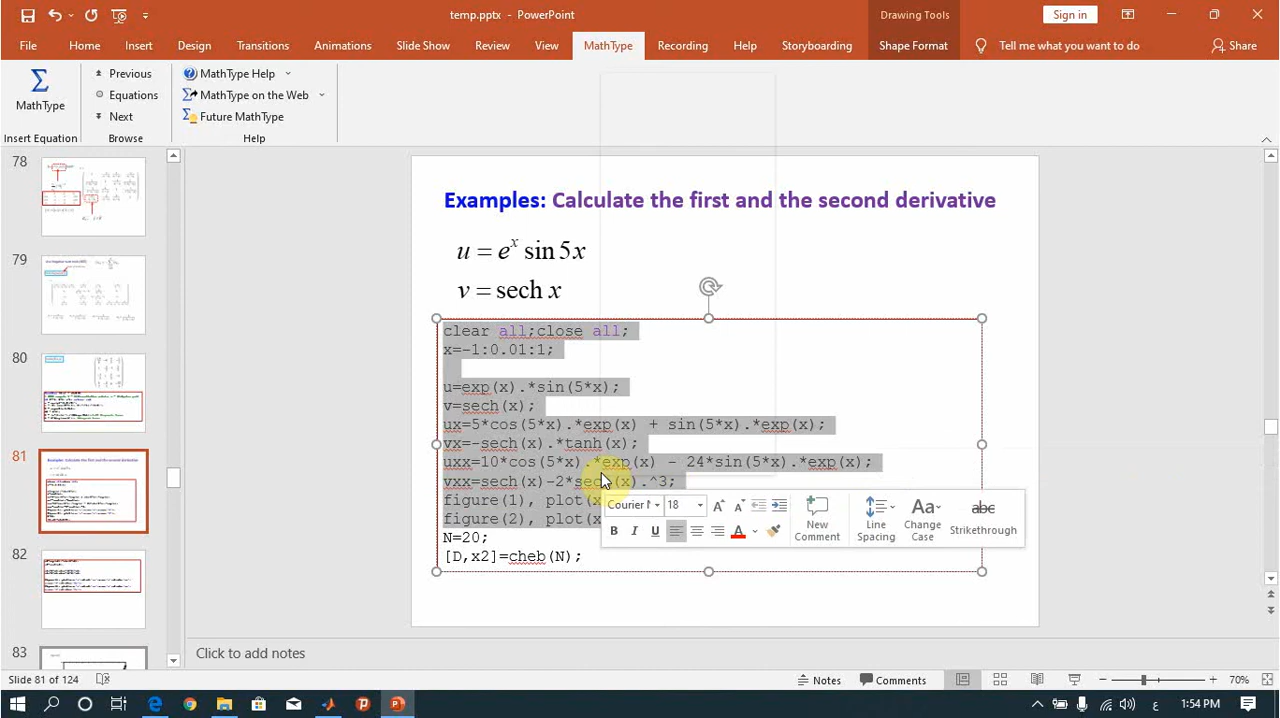 temp.pptx - PowerPoint
Drawing Tools
Sign in
File Home Insert Design Transitions Animations Slide Show Review View MathType Recording Help Storyboarding Shape Format Tell me what you want to do Share
MathType
Previous
Equations
Next
MathType Help
MathType on the Web
Future MathType
Insert Equation
Browse
Help
78
79
80
81
82
83
Examples: Calculate the first and the second derivative
u = e^x sin 5x
v = sech x
clear all;close all;
x=-1:0.01:1;
u=exp(x).*sin(5*x);
v=sech(x);
ux=5*cos(5*x).*exp(x) + sin(5*x).*exp(x);
vx=-sech(x).*tanh(x);
uxx=10*cos(5*x).*exp(x) - 24*sin(5*x).*exp(x);
vxx=sech(x)-2*sech(x).^3;
plot(x
figure(2), plot(x
N=20;
[D,x2]=cheb(N);
18
B I U A
New Comment
Line Spacing
Aa
Change Case
abc
Strikethrough
Click to add notes
Slide 81 of 124
Notes
Comments
70%
ع
1:54 PM